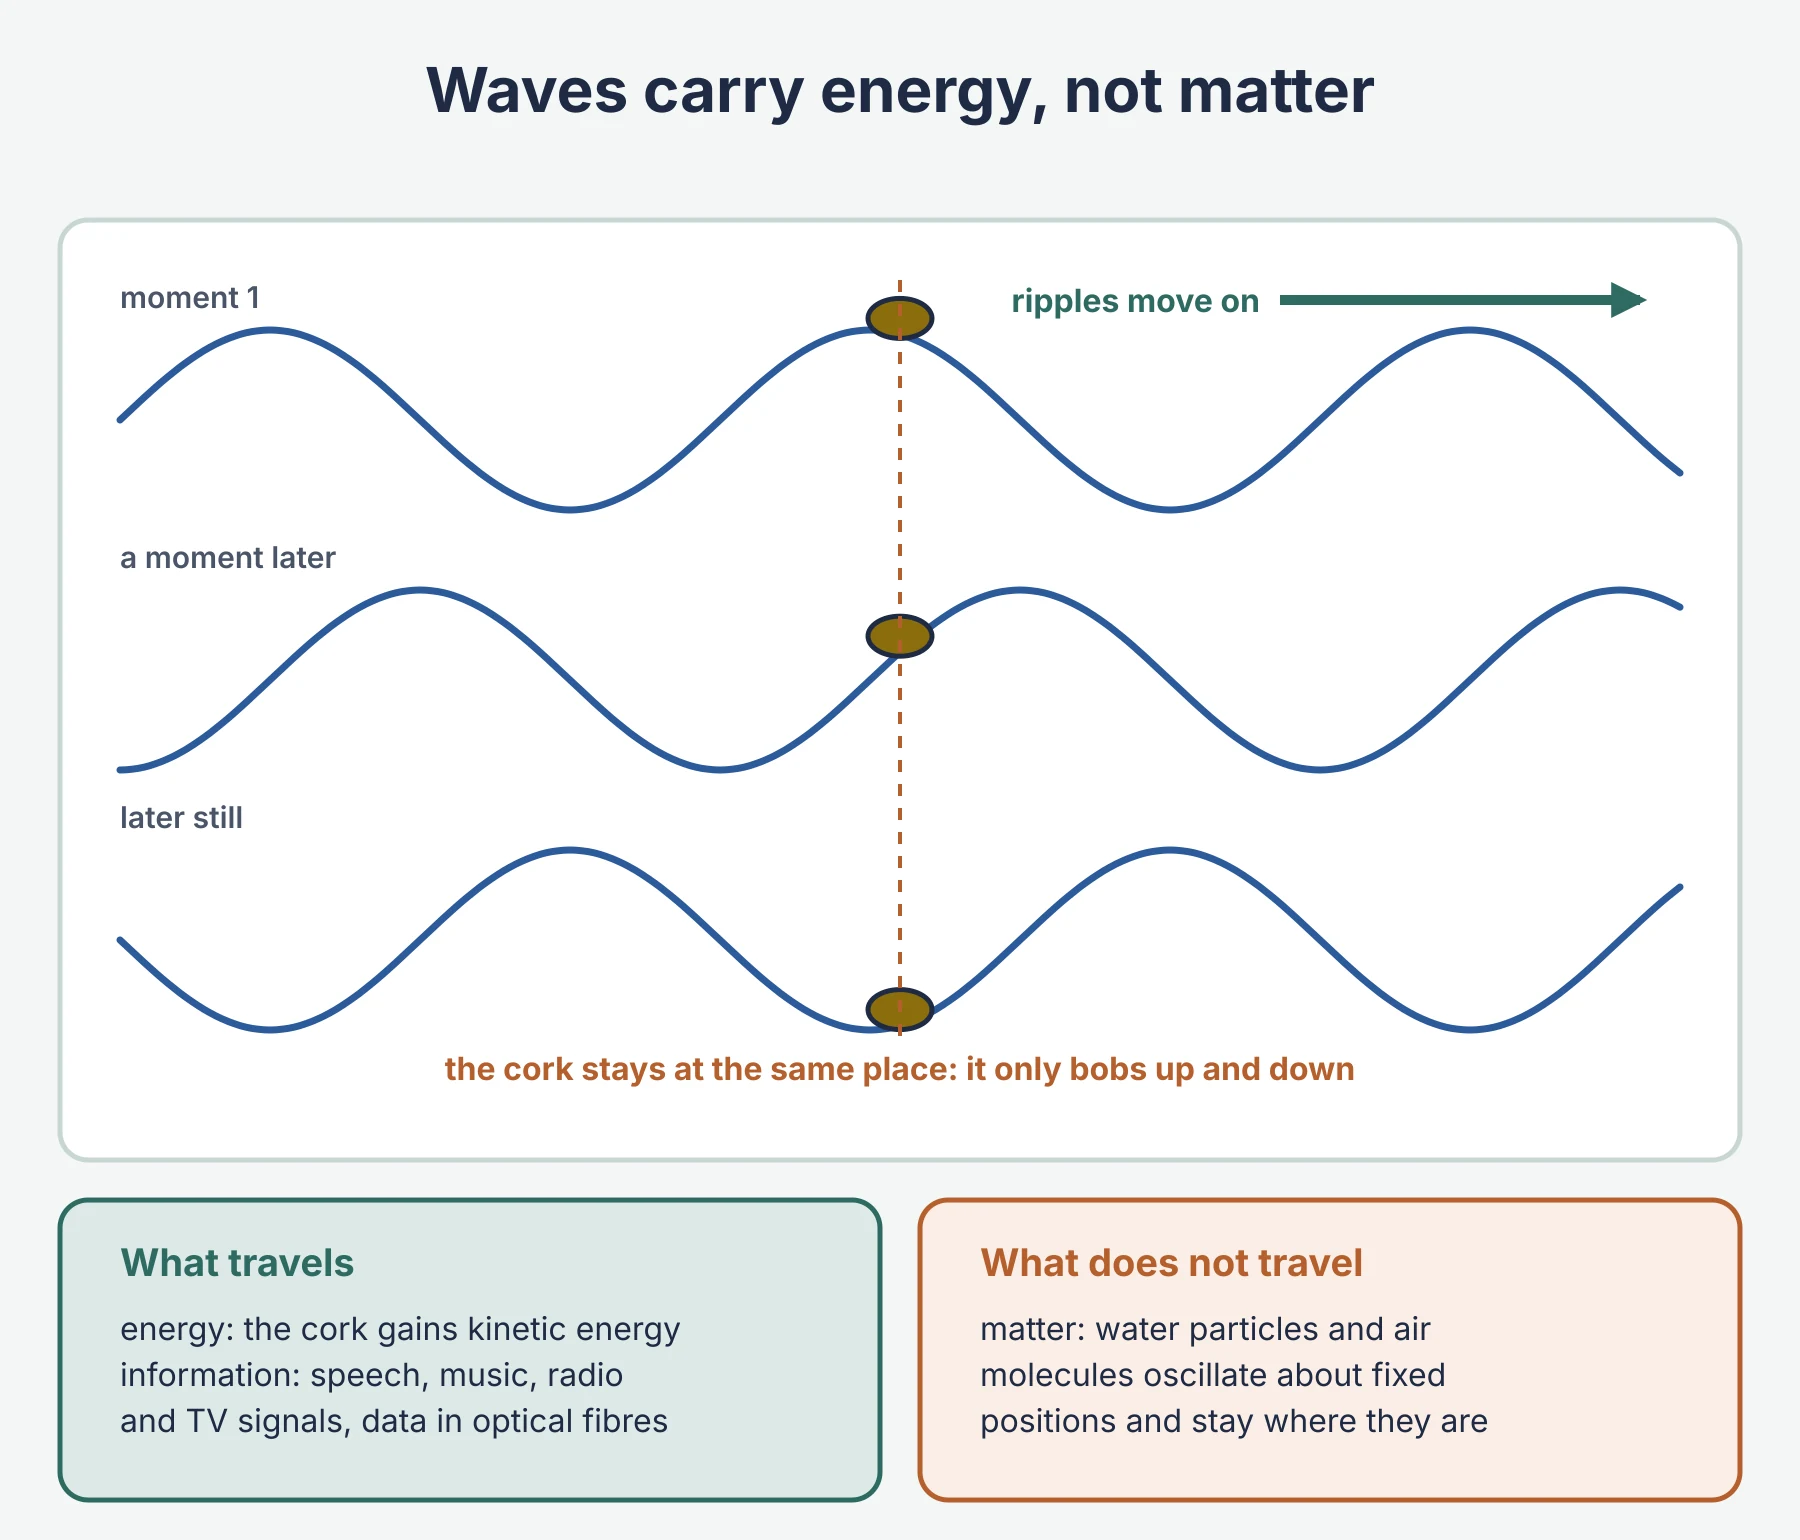 Waves carry energy, not matter
moment 1
ripples move on
a moment later
later still
the cork stays at the same place: it only bobs up and down
What travels
energy: the cork gains kinetic energy
information: speech, music, radio
and TV signals, data in optical fibres
What does not travel
matter: water particles and air
molecules oscillate about fixed
positions and stay where they are